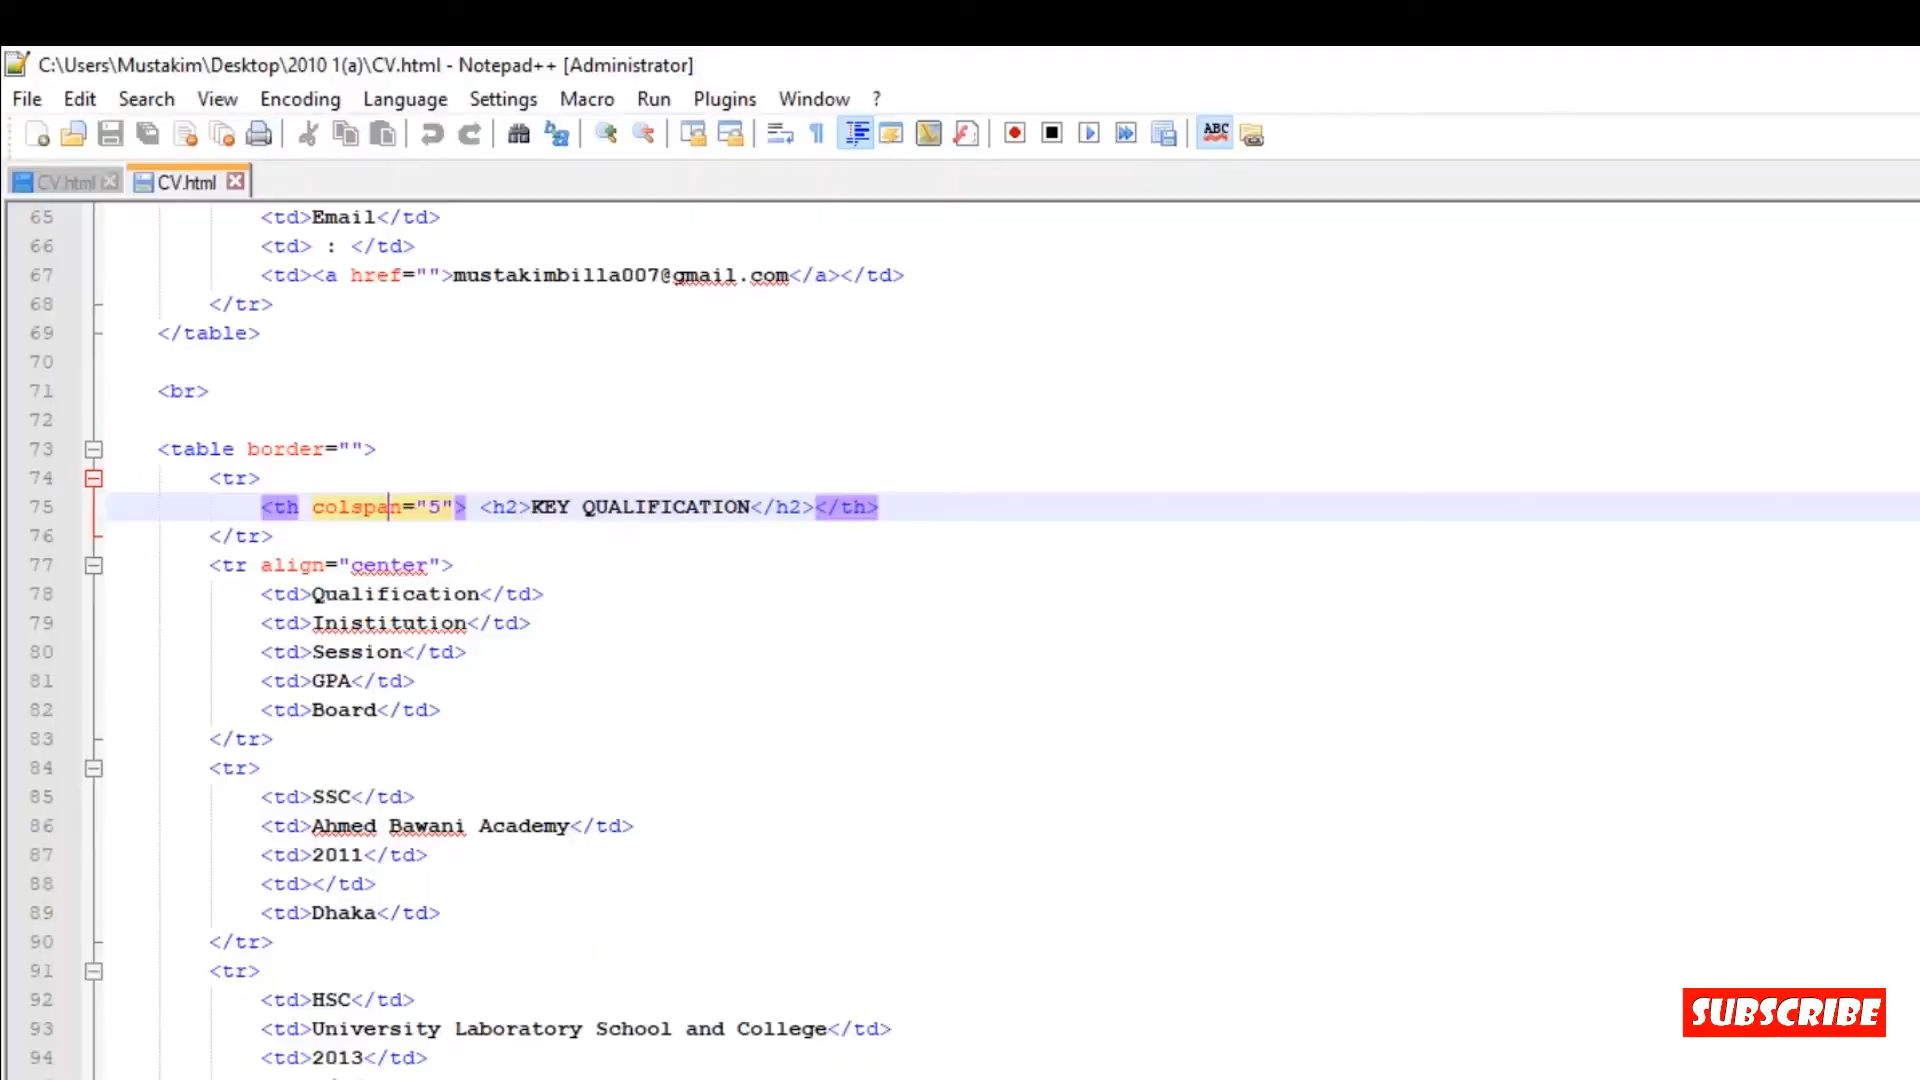 C:\Users\Mustakim\Desktop\2010 1(a)\CV.html - Notepad++ [Administrator]
File Edit Search View Encoding Language Settings Macro Run Plugins Window ?
ABC
CV.html CV.html
65 <td>Email</td>
66 <td> : </td>
67 <td><a href="">mustakimbilla007@gmail.com</a></td>
68 </tr>
69 </table>
70
71 <br>
72
73 <table border="">
74 <tr>
75 <th colspan="5"> <h2>KEY QUALIFICATION</h2></th>
76 </tr>
77 <tr align="center">
78 <td>Qualification</td>
79 <td>Inistitution</td>
80 <td>Session</td>
81 <td>GPA</td>
82 <td>Board</td>
83 </tr>
84 <tr>
85 <td>SSC</td>
86 <td>Ahmed Bawani Academy</td>
87 <td>2011</td>
88 <td></td>
89 <td>Dhaka</td>
90 </tr>
91 <tr>
92 <td>HSC</td>
93 <td>University Laboratory School and College</td>
94 <td>2013</td>
SUBSCRIBE